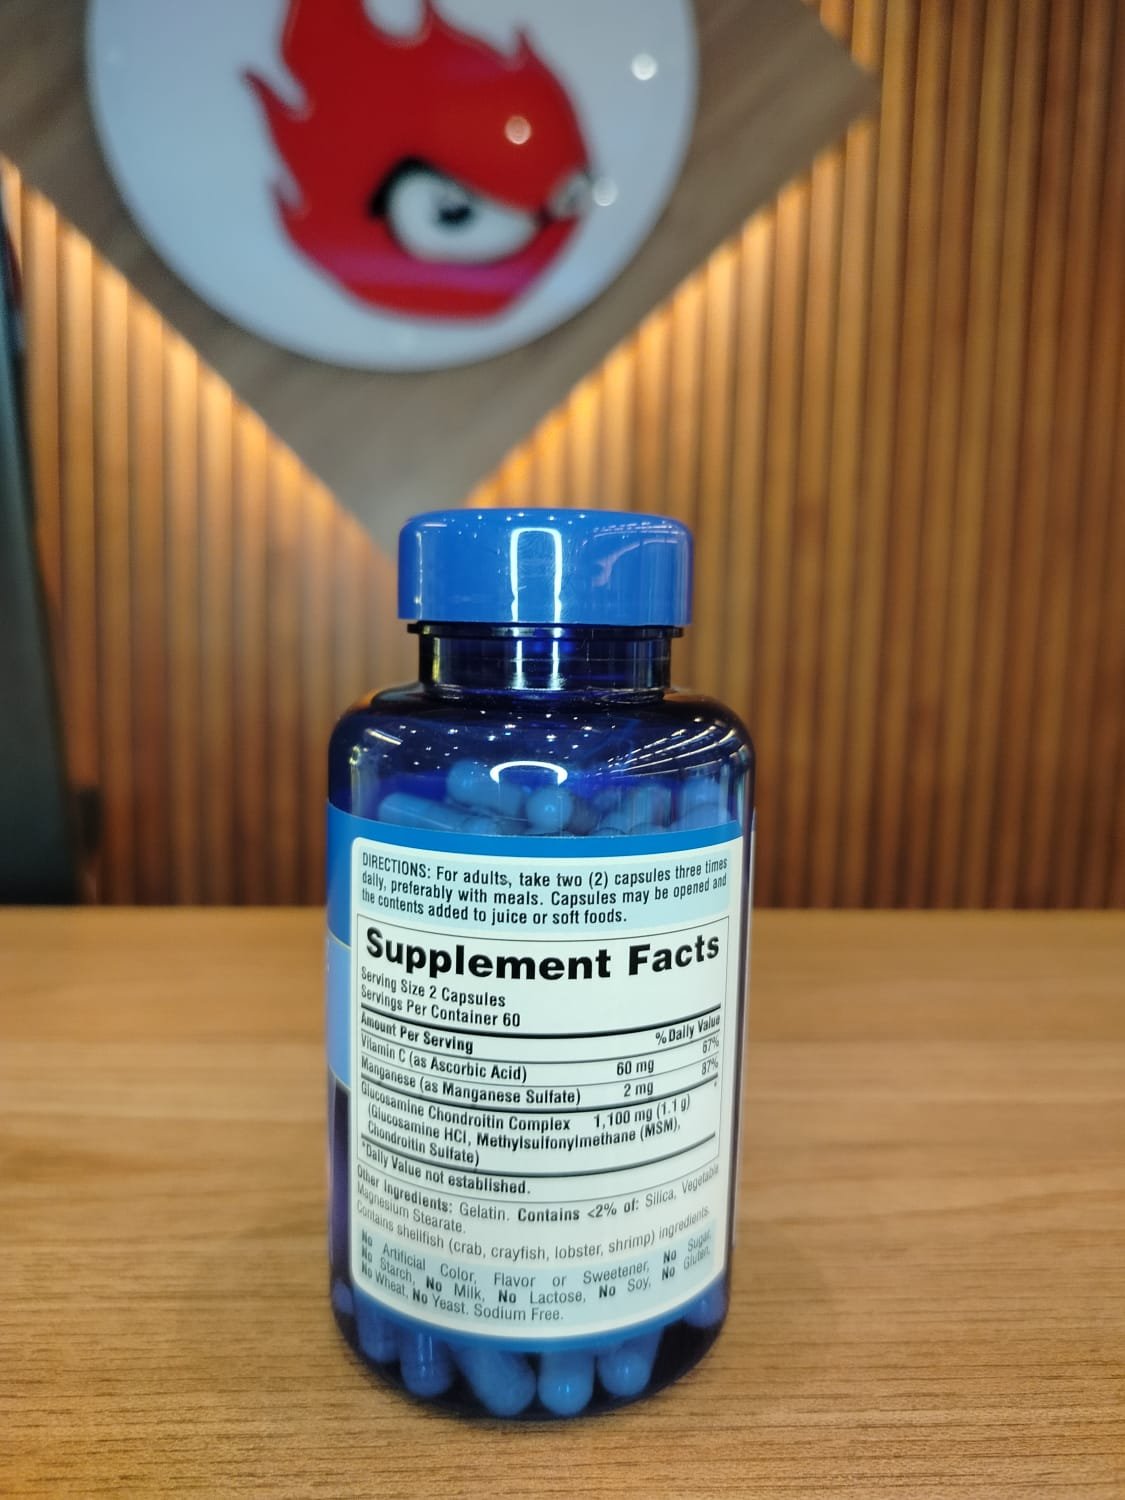 DIRECTIONS: For adults, take two (2) capsules three times
daily, preferably with meals. Capsules may be opened and
the contents added to juice or soft foods.
Supplement Facts
Serving Size 2 Capsules
Servings Per Container 60
Amount Per Serving %Daily Value
Vitamin C (as Ascorbic Acid) 60 mg 67%
Manganese (as Manganese Sulfate) 2 mg 87%
Glucosamine Chondroitin Complex 1,100 mg (1.1 g) *
(Glucosamine HCl, Methylsulfonylmethane (MSM),
Chondroitin Sulfate)
*Daily Value not established.
Other Ingredients: Gelatin. Contains <2% of: Silica, Vegetable
Magnesium Stearate.
Contains shellfish (crab, crayfish, lobster, shrimp) ingredients.
No Artificial Color, Flavor or Sweetener, No Sugar,
No Starch, No Milk, No Lactose, No Soy, No Gluten,
No Wheat, No Yeast. Sodium Free.